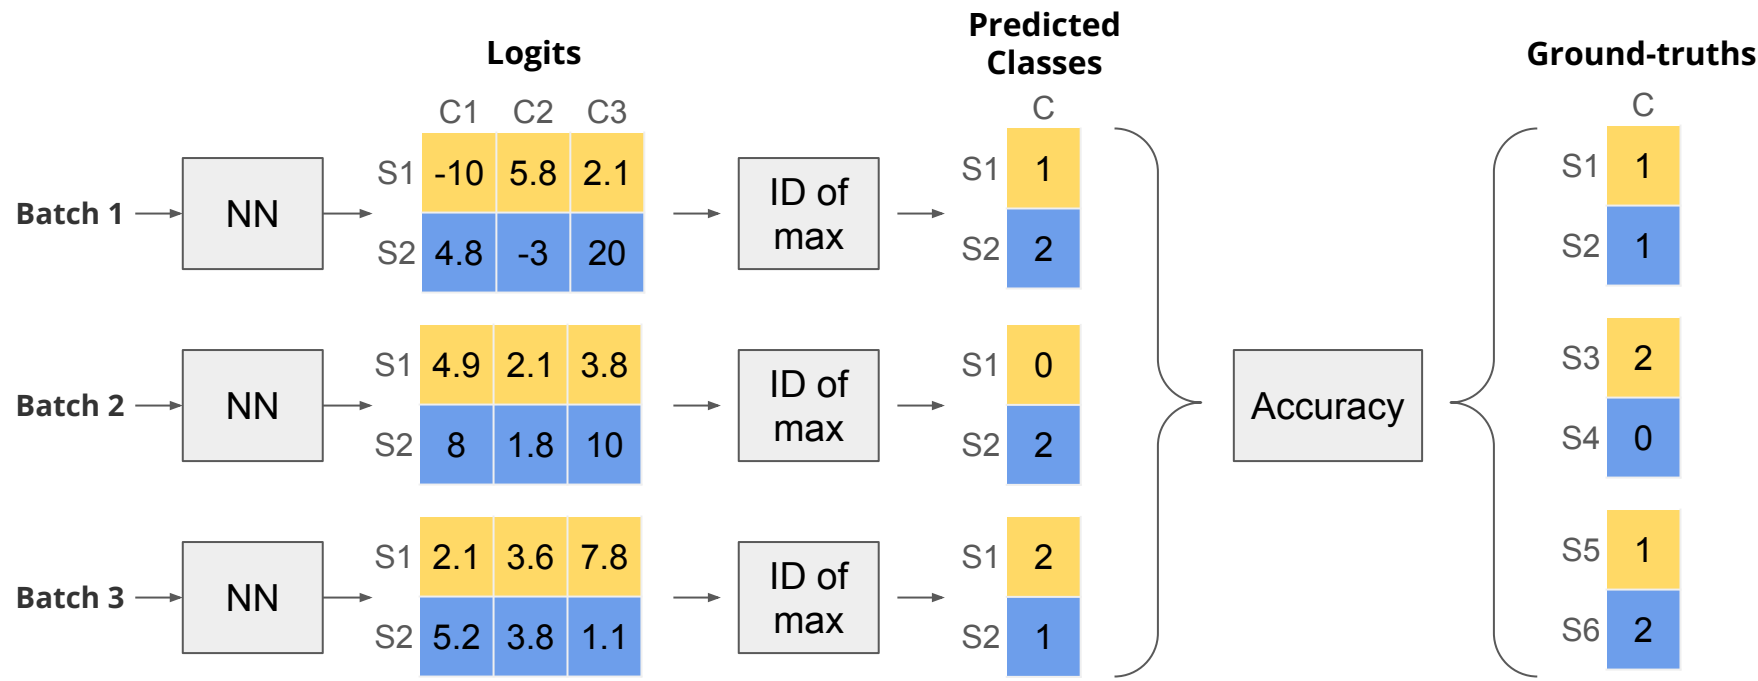 Logits
Predicted
Classes
Ground-truths
C1 C2 C3
C
C
Batch 1
NN
S1 -10 5.8 2.1
S2 4.8 -3 20
ID of
max
S1 1
S2 2
S1 1
S2 1
Batch 2
NN
S1 4.9 2.1 3.8
S2 8 1.8 10
ID of
max
S1 0
S2 2
Accuracy
S3 2
S4 0
Batch 3
NN
S1 2.1 3.6 7.8
S2 5.2 3.8 1.1
ID of
max
S1 2
S2 1
S5 1
S6 2